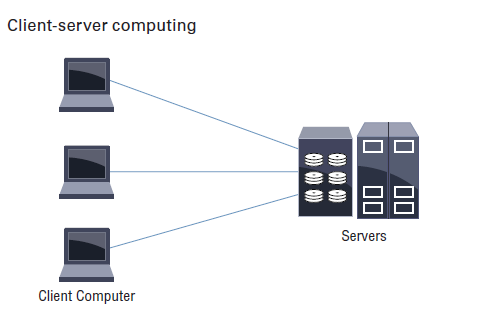 Client-server computing
Servers
Client Computer